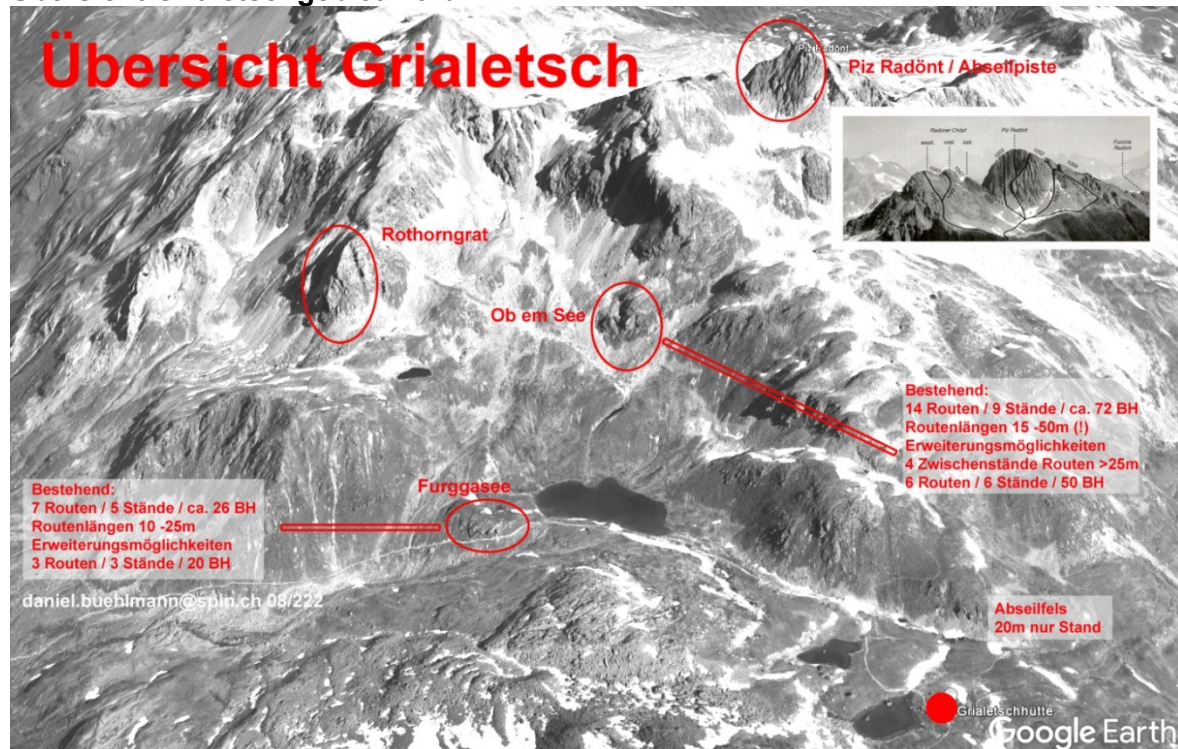 Übersicht Grialetsch
Piz Radönt
Piz Radönt / Abseilpiste
Radüner Chöpf
Piz Radönt
westl.
mittl.
östl.
Fuorcla
Radönt
Rothorngrat
Ob em See
Bestehend:
14 Routen / 9 Stände / ca. 72 BH
Routenlängen 15 -50m (!)
Erweiterungsmöglichkeiten
4 Zwischenstände Routen >25m
6 Routen / 6 Stände / 50 BH
Furggasee
Bestehend:
7 Routen / 5 Stände / ca. 26 BH
Routenlängen 10 -25m
Erweiterungsmöglichkeiten
3 Routen / 3 Stände / 20 BH
daniel.buehlmann@spin.ch 08/222
Abseilfels
20m nur Stand
Grialetschhütte
Google Earth